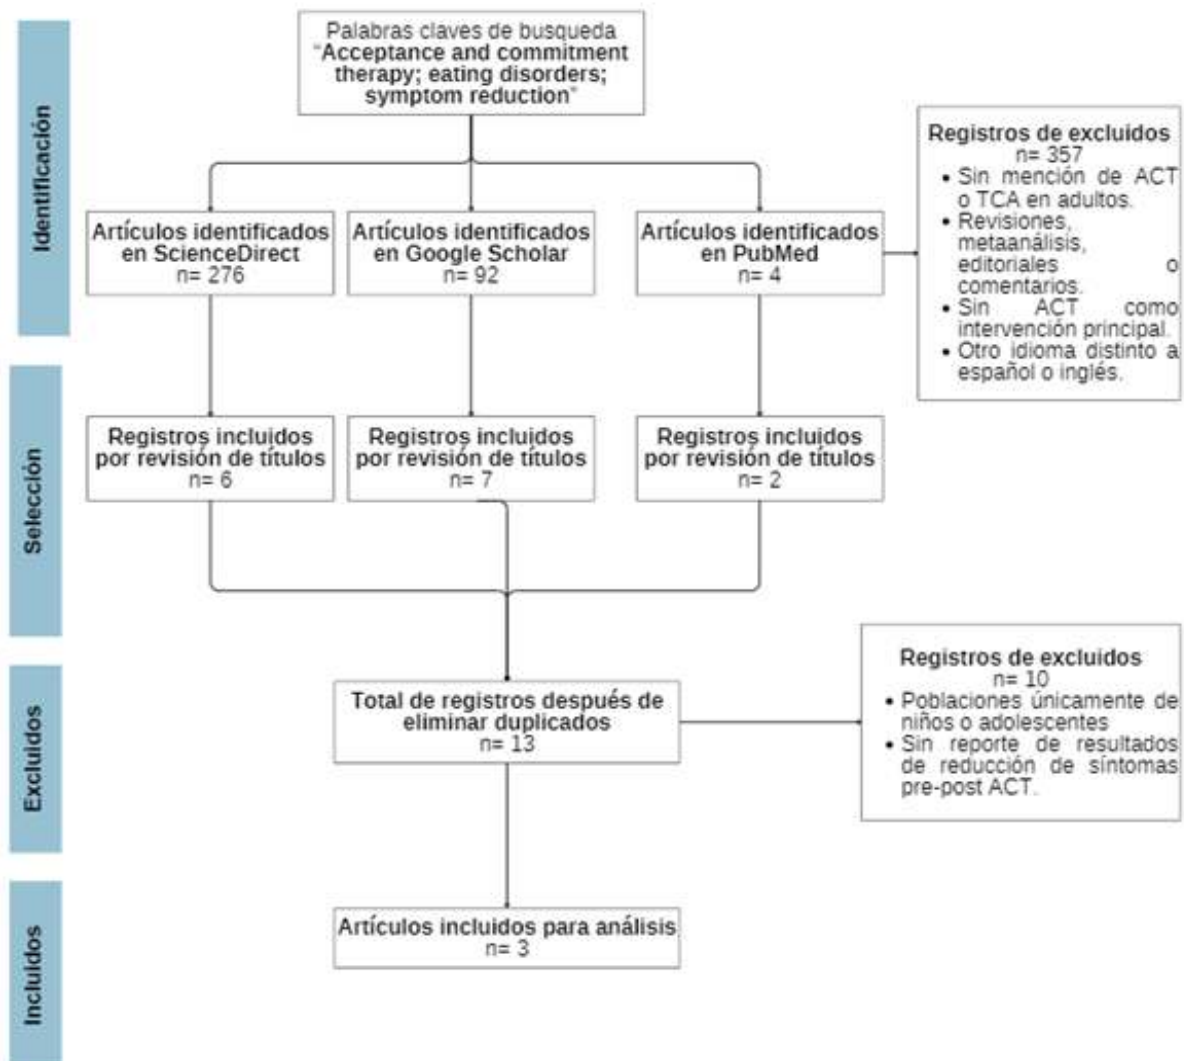 Identificación
Palabras claves de busqueda
“Acceptance and commitment
therapy; eating disorders;
symptom reduction”
Artículos identificados
en ScienceDirect
n= 276
Artículos identificados
en Google Scholar
n= 92
Artículos identificados
en PubMed
n= 4
Registros de excluidos
n= 357
• Sin mención de ACT
o TCA en adultos.
• Revisiones,
metaanálisis,
editoriales o
comentarios.
• Sin ACT como
intervención principal.
• Otro idioma distinto a
español o inglés.
Selección
Registros incluidos
por revisión de títulos
n= 6
Registros incluidos
por revisión de títulos
n= 7
Registros incluidos
por revisión de títulos
n= 2
Excluidos
Total de registros después de
eliminar duplicados
n= 13
Registros de excluidos
n= 10
• Poblaciones únicamente de
niños o adolescentes
• Sin reporte de resultados
de reducción de síntomas
pre-post ACT.
Incluidos
Artículos incluidos para análisis
n= 3